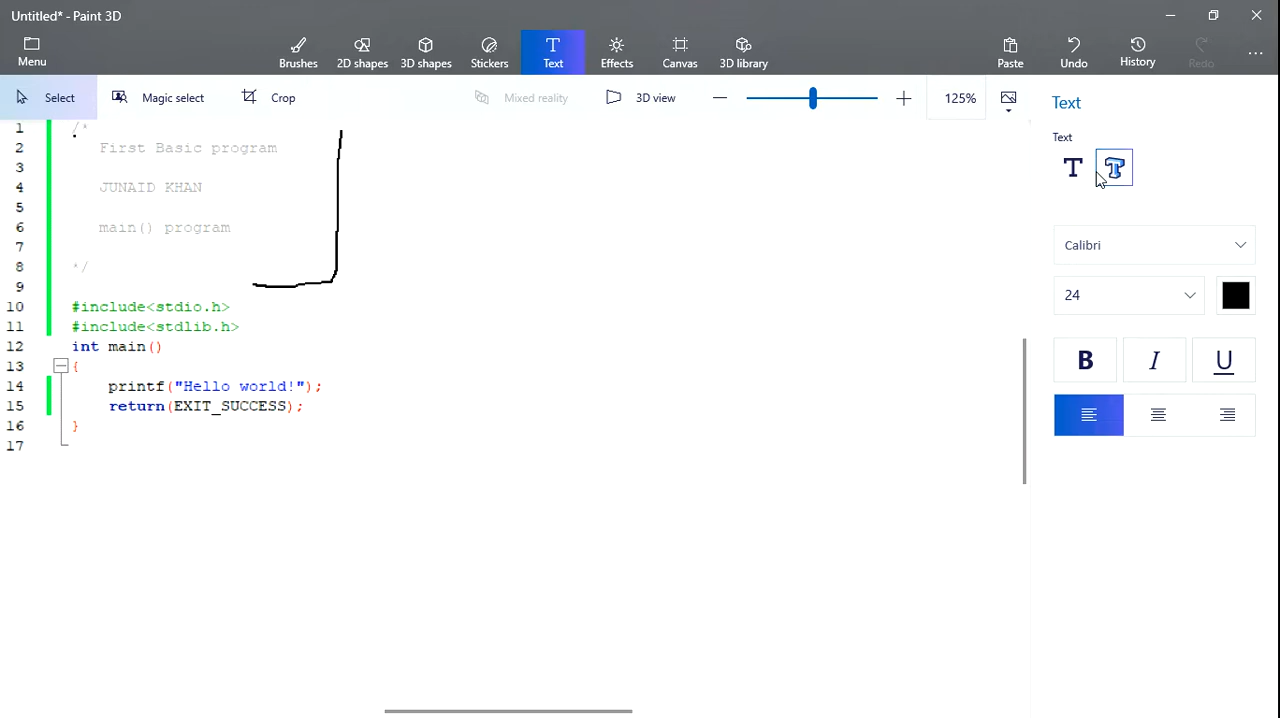 Untitled* - Paint 3D
Menu
Brushes
2D shapes
3D shapes
Stickers
Text
Effects
Canvas
3D library
Paste
Undo
History
Redo
Select
Magic select
Crop
Mixed reality
3D view
125%
Text
Text
Calibri
24
B I U
1 /*
2 First Basic program
3
4 JUNAID KHAN
5
6 main() program
7
8 */
9
10 #include<stdio.h>
11 #include<stdlib.h>
12 int main()
13 {
14 printf("Hello world!");
15 return(EXIT_SUCCESS);
16 }
17